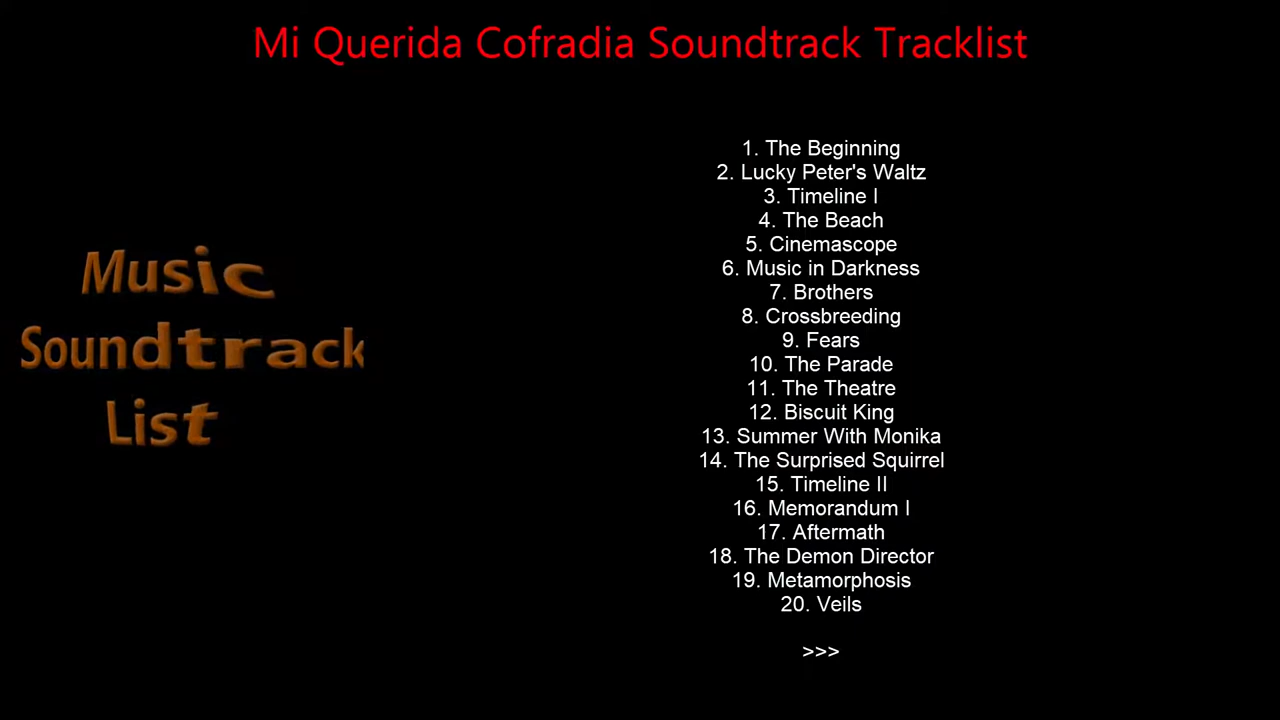 Mi Querida Cofradia Soundtrack Tracklist
Music
Soundtrack
List
1. The Beginning
2. Lucky Peter's Waltz
3. Timeline I
4. The Beach
5. Cinemascope
6. Music in Darkness
7. Brothers
8. Crossbreeding
9. Fears
10. The Parade
11. The Theatre
12. Biscuit King
13. Summer With Monika
14. The Surprised Squirrel
15. Timeline II
16. Memorandum I
17. Aftermath
18. The Demon Director
19. Metamorphosis
20. Veils
>>>